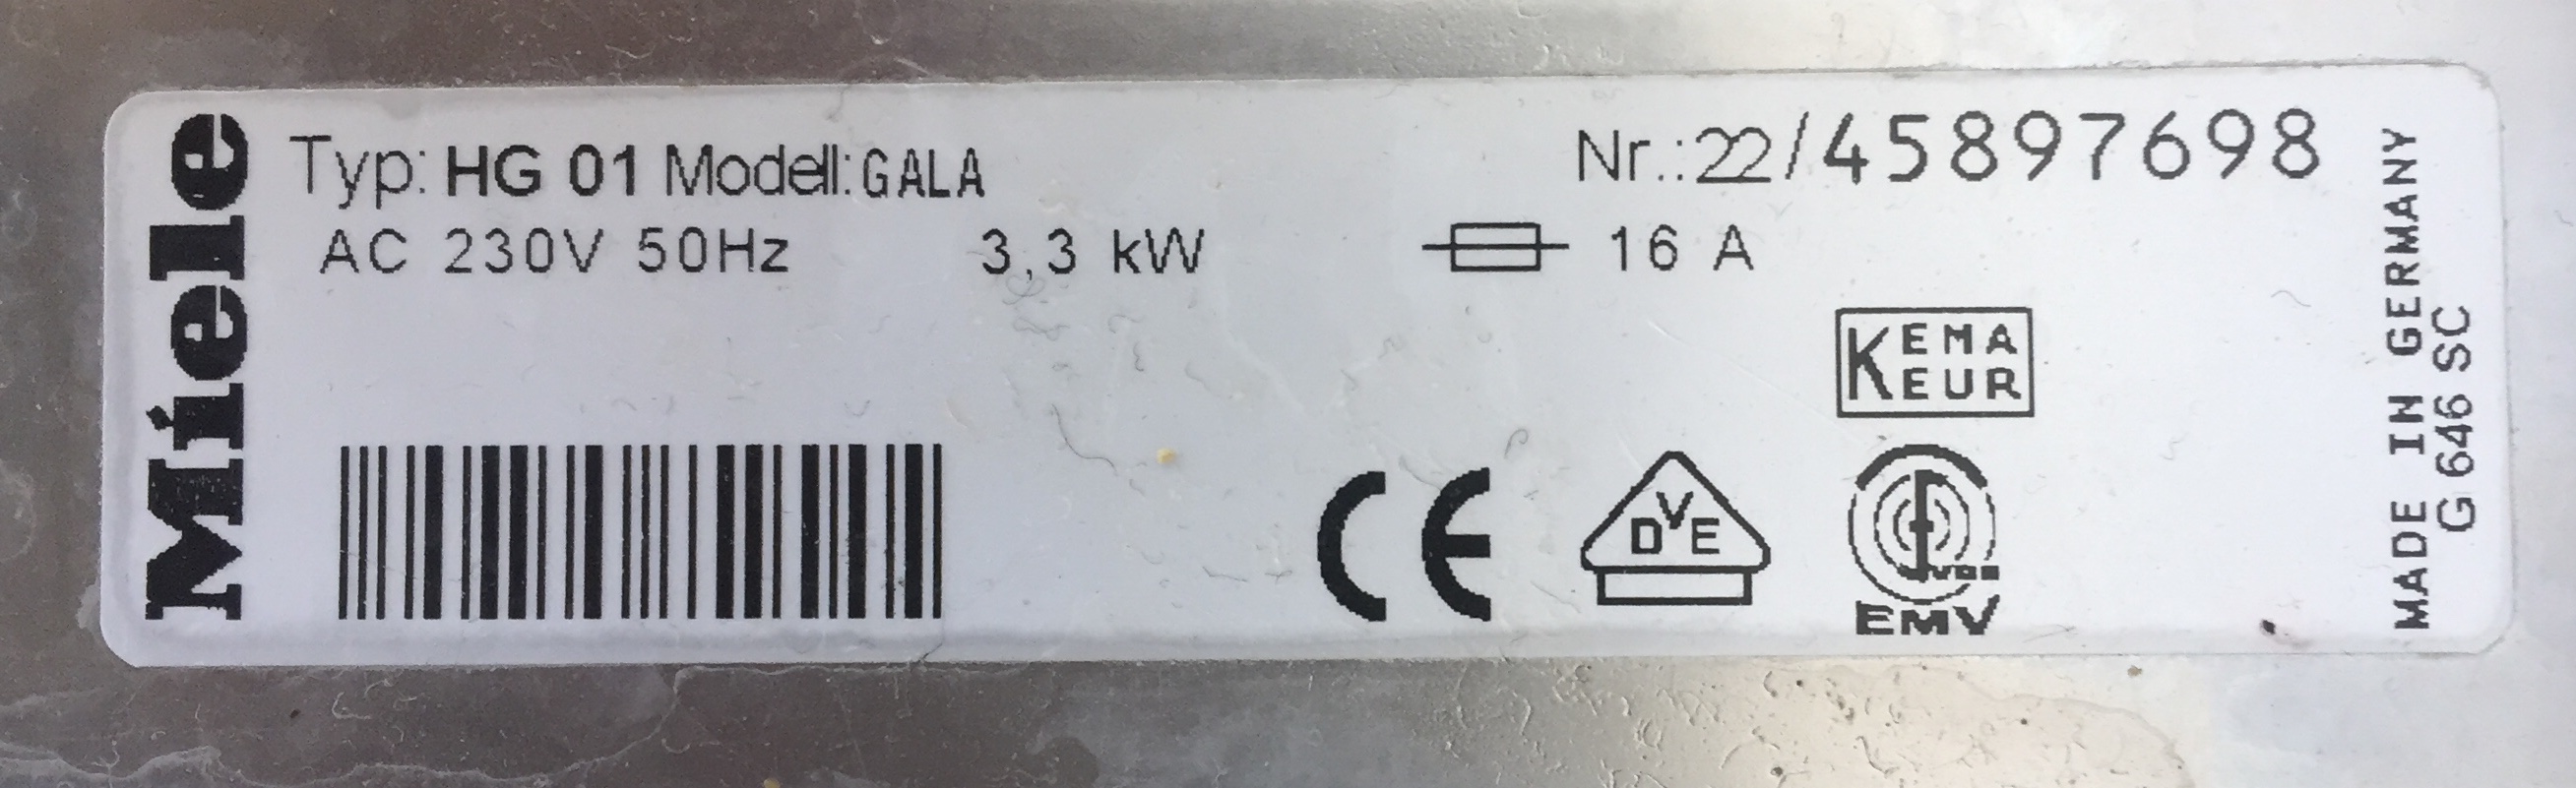 Miele
Typ: HG 01 Modell: GALA
Nr.: 22/45897698
AC 230V 50Hz 3,3 kW 16 A
KEMA
KEUR
CE
DVE
EMV
MADE IN GERMANY
G 646 SC